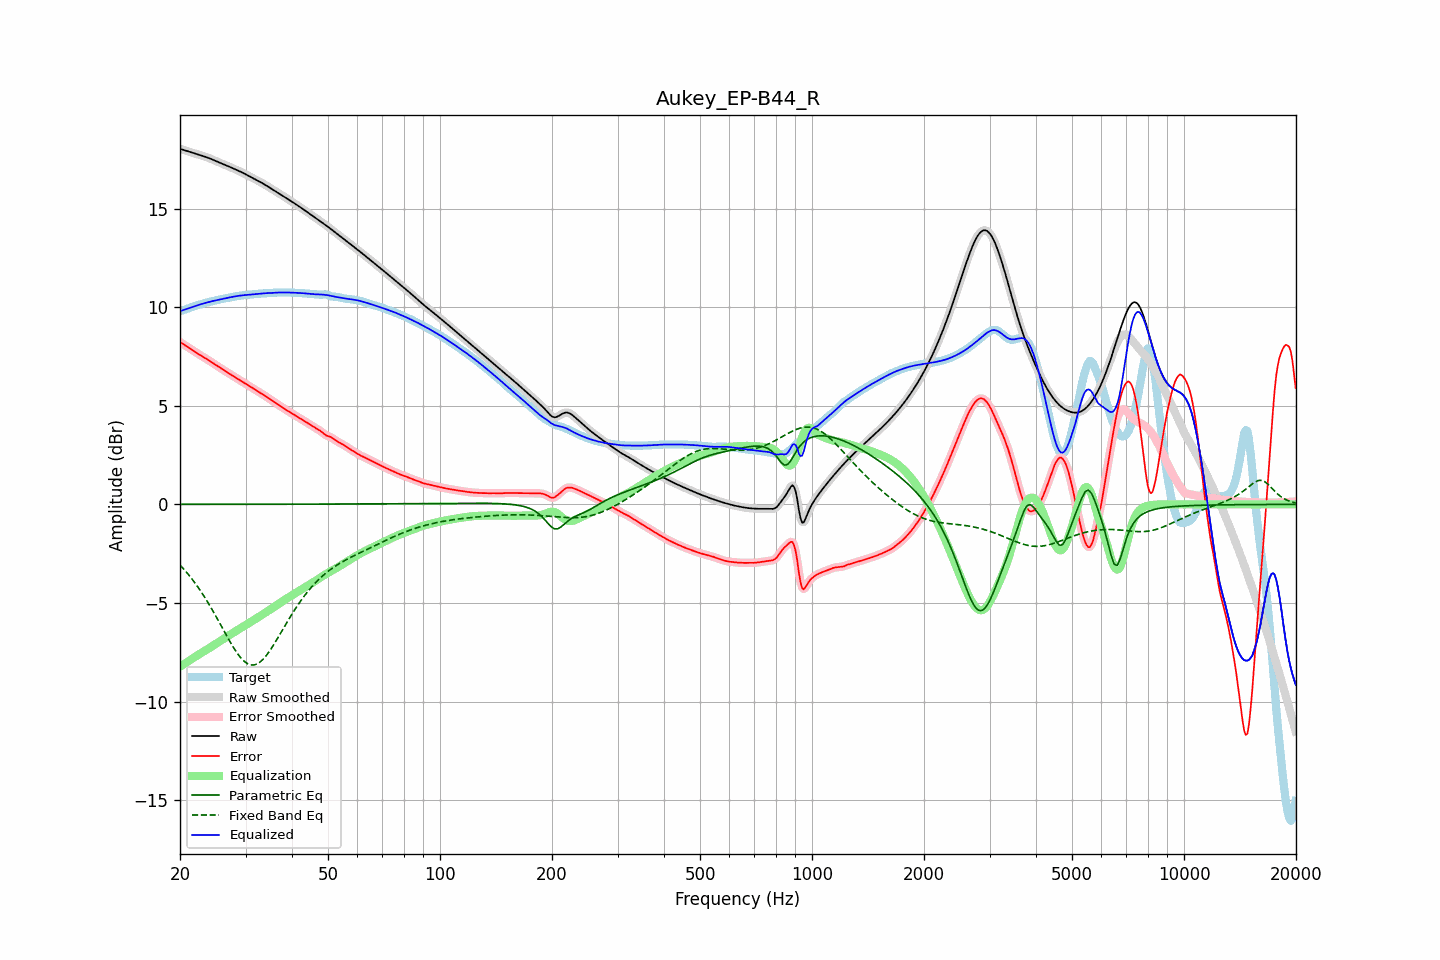 Aukey_EP-B44_R
Amplitude (dBr)
15
10
5
0
−5
−10
−15
Target
Raw Smoothed
Error Smoothed
Raw
Error
Equalization
Parametric Eq
Fixed Band Eq
Equalized
20 50 100 200 500 1000 2000 5000 10000 20000
Frequency (Hz)